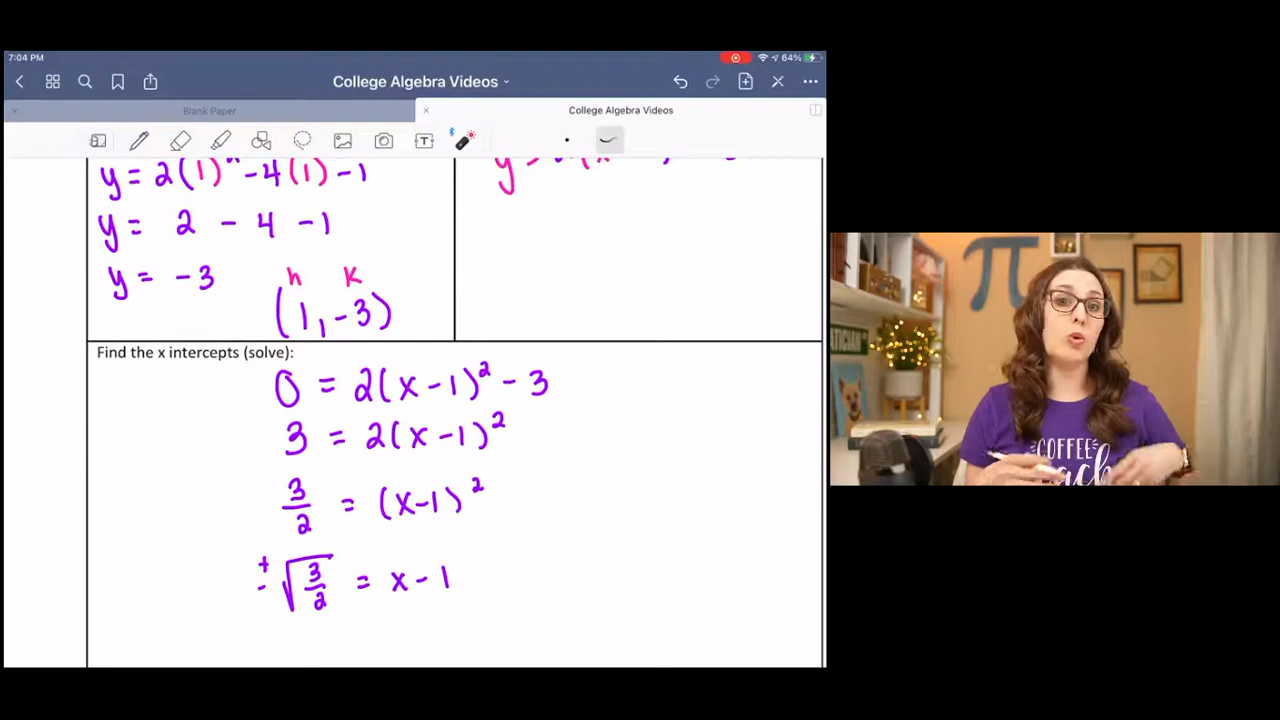 7:04 PM
64%
College Algebra Videos
Blank Paper
College Algebra Videos
T
y = 2(1)² - 4(1) - 1
y = 2 - 4 - 1
y = -3
h K
(1, -3)
Find the x intercepts (solve):
0 = 2(x-1)² - 3
3 = 2(x-1)²
3/2 = (x-1)²
±√3/2 = x - 1
π
COFFEE